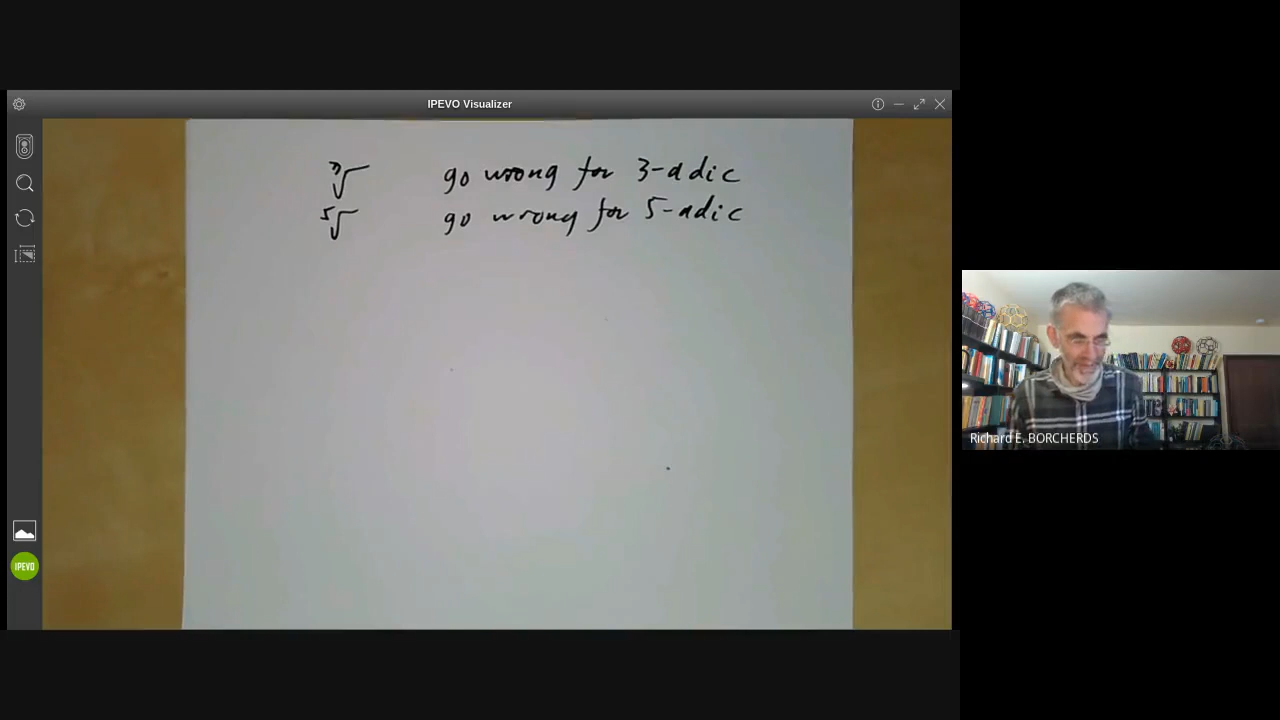 IPEVO Visualizer
∛ go wrong for 3-adic
⁵√ go wrong for 5-adic
IPEVO
Richard E. BORCHERDS